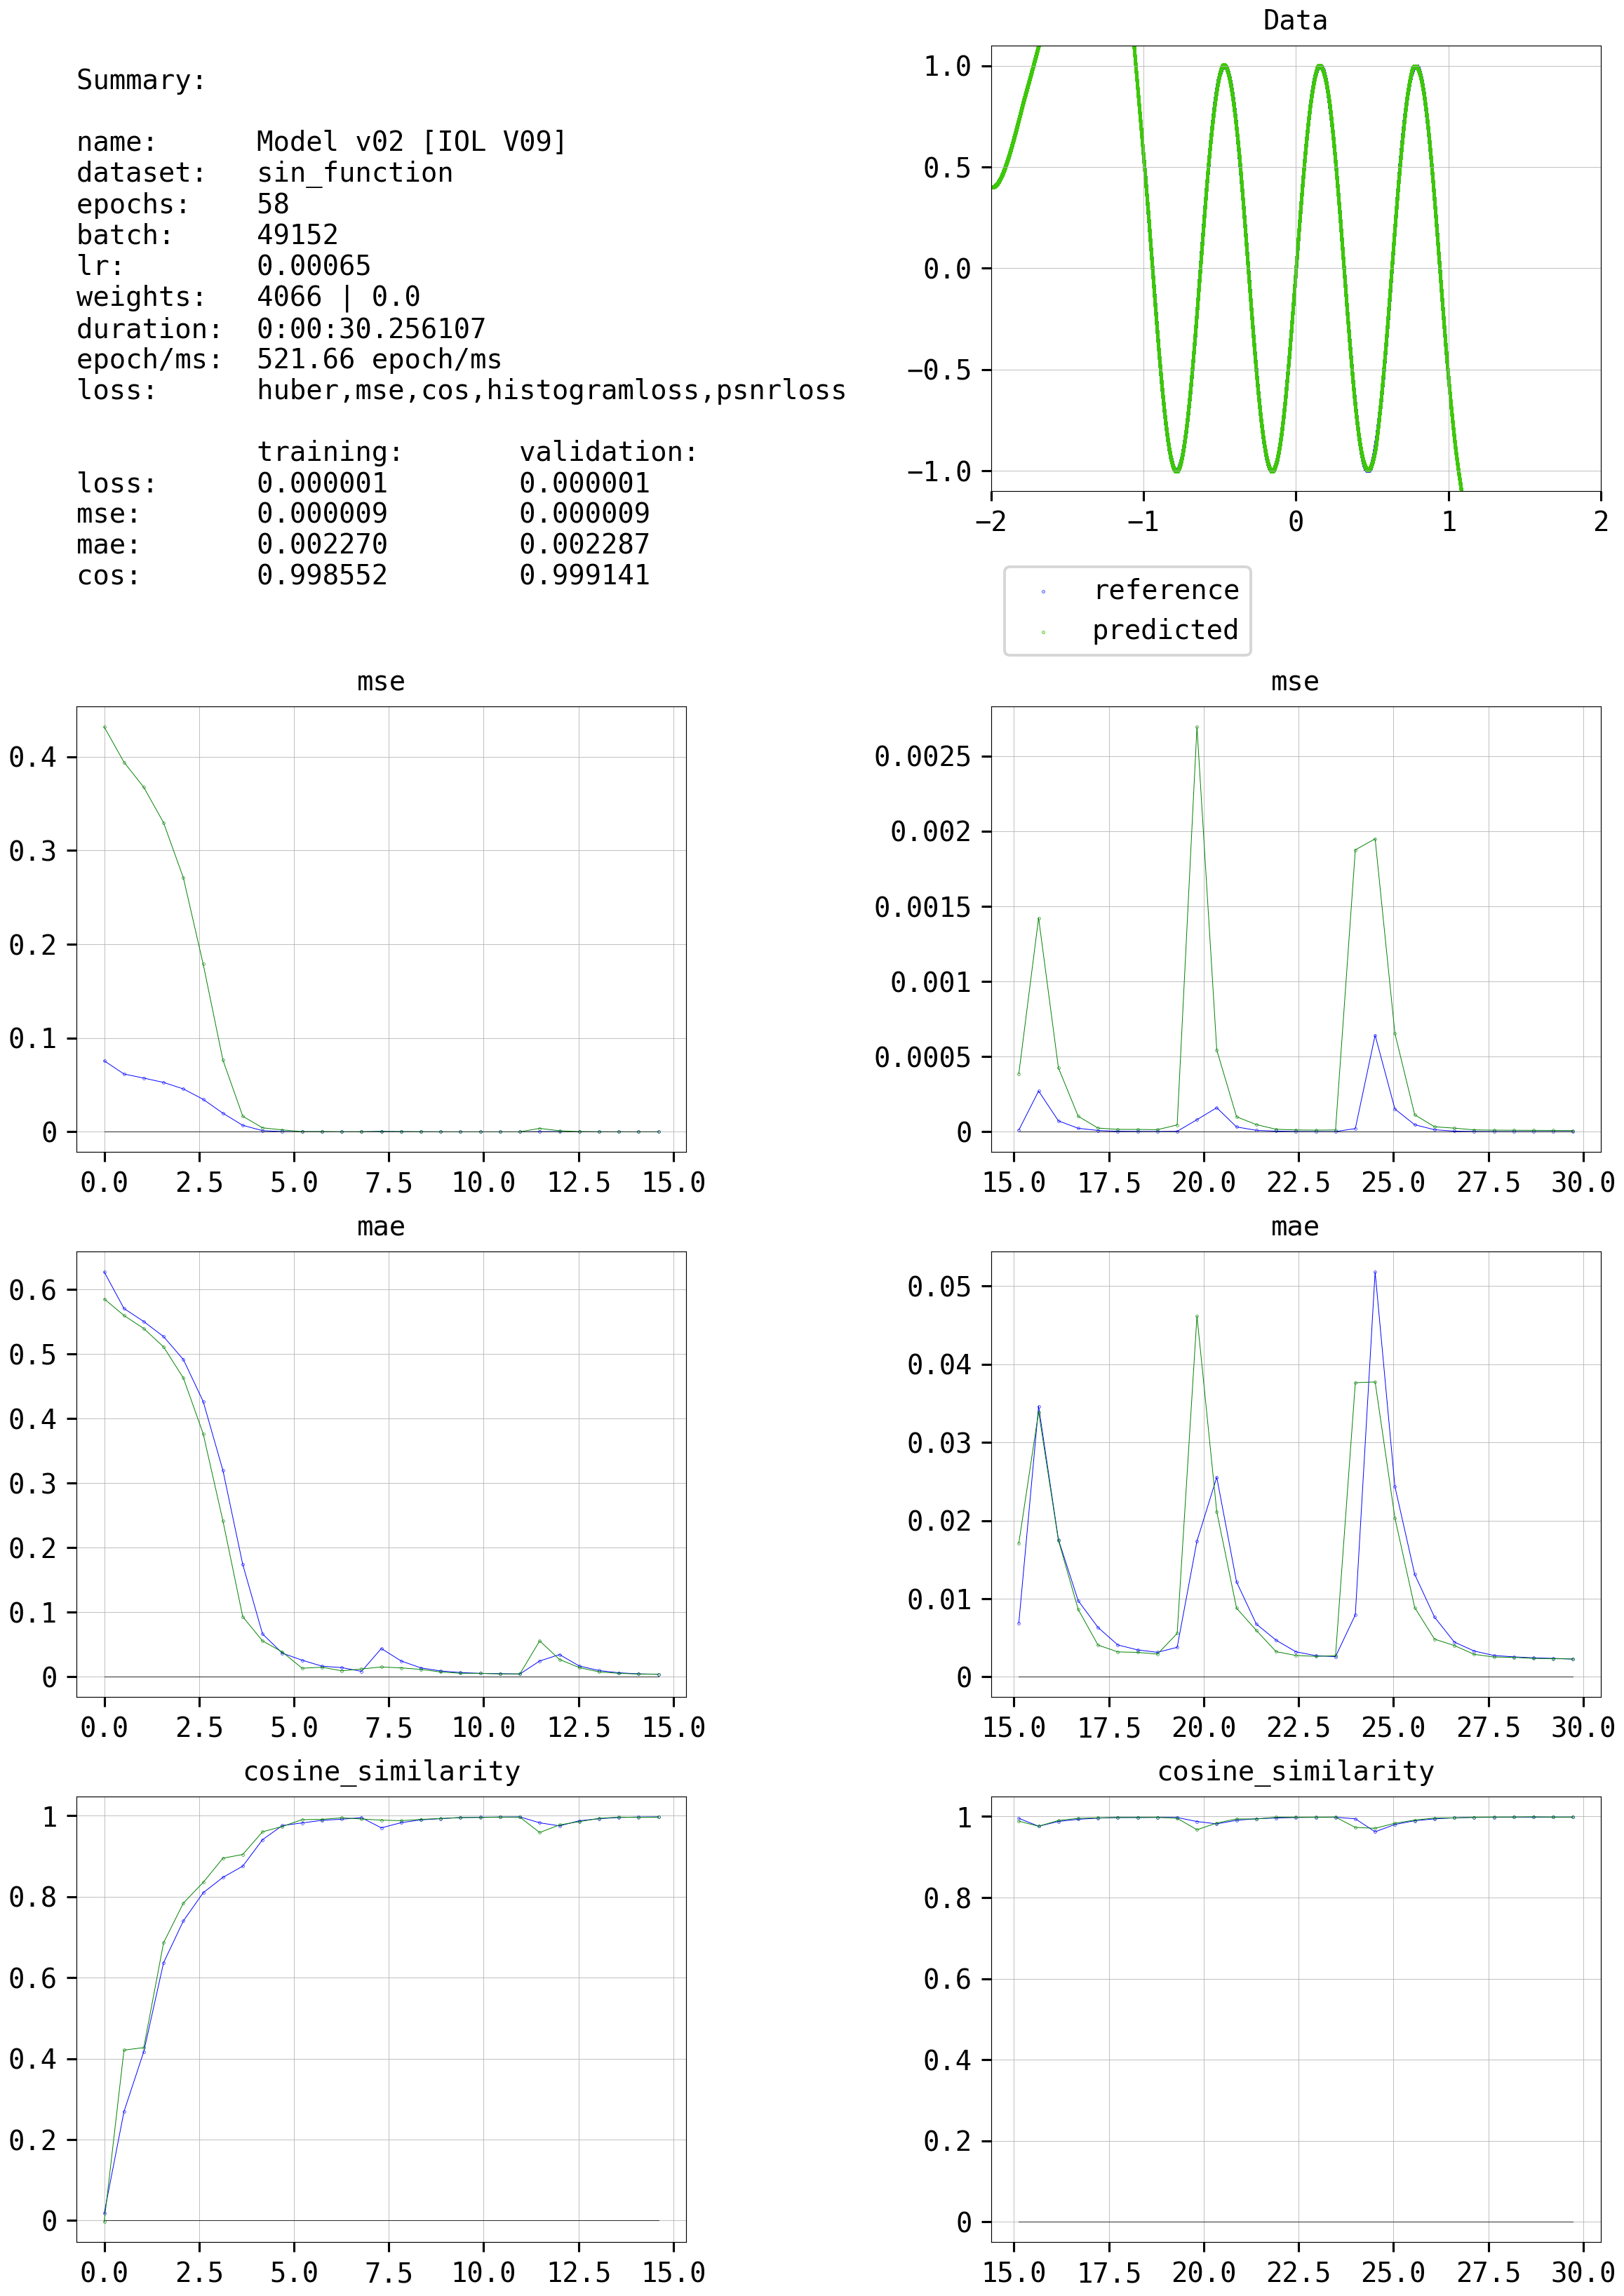 Summary:
name: Model v02 [IOL V09]
dataset: sin_function
epochs: 58
batch: 49152
lr: 0.00065
weights: 4066 | 0.0
duration: 0:00:30.256107
epoch/ms: 521.66 epoch/ms
loss: huber,mse,cos,histogramloss,psnrloss
training: validation:
loss: 0.000001 0.000001
mse: 0.000009 0.000009
mae: 0.002270 0.002287
cos: 0.998552 0.999141
Data
1.0
0.5
0.0
−0.5
−1.0
−2 −1 0 1 2
reference
predicted
mse
0.4
0.3
0.2
0.1
0
0.0 2.5 5.0 7.5 10.0 12.5 15.0
mse
0.0025
0.002
0.0015
0.001
0.0005
0
15.0 17.5 20.0 22.5 25.0 27.5 30.0
mae
0.6
0.5
0.4
0.3
0.2
0.1
0
0.0 2.5 5.0 7.5 10.0 12.5 15.0
mae
0.05
0.04
0.03
0.02
0.01
0
15.0 17.5 20.0 22.5 25.0 27.5 30.0
cosine_similarity
1
0.8
0.6
0.4
0.2
0
0.0 2.5 5.0 7.5 10.0 12.5 15.0
cosine_similarity
1
0.8
0.6
0.4
0.2
0
15.0 17.5 20.0 22.5 25.0 27.5 30.0